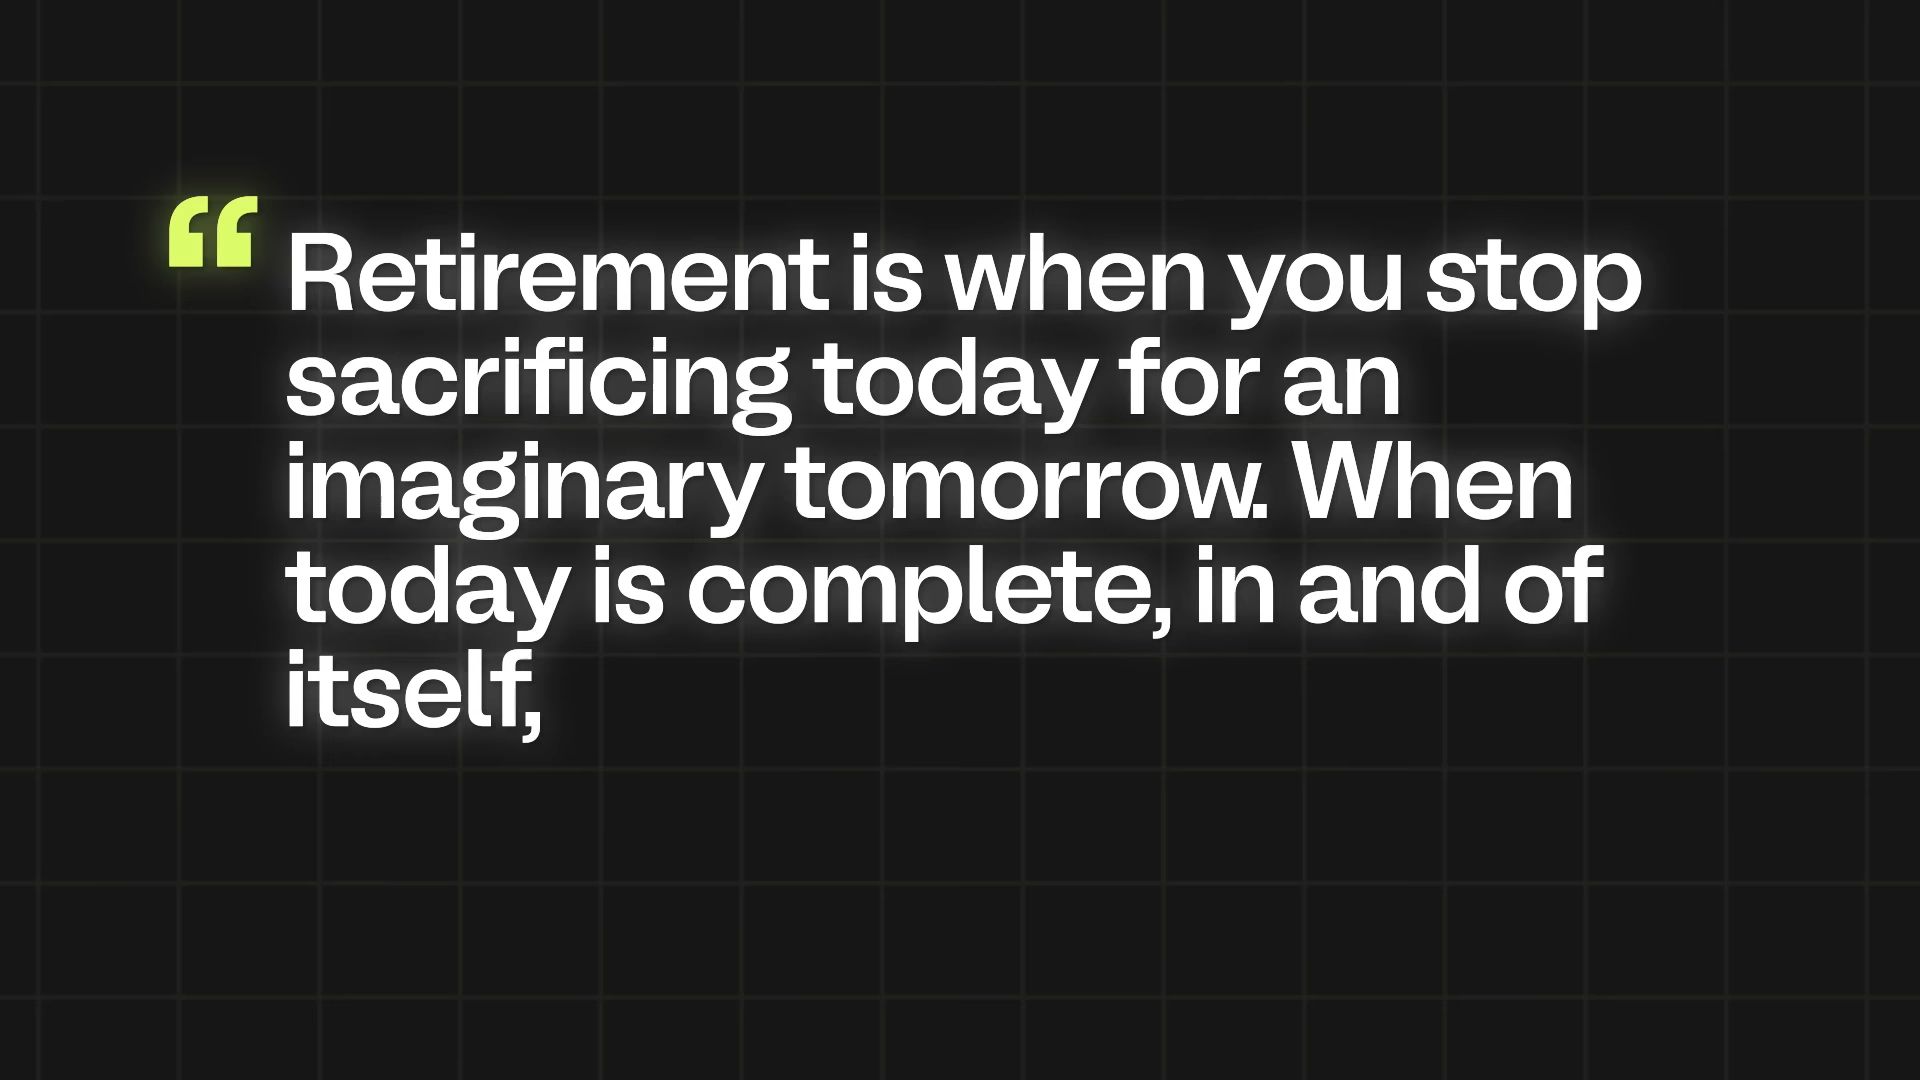 “Retirement is when you stop
sacrificing today for an
imaginary tomorrow. When
today is complete, in and of
itself,